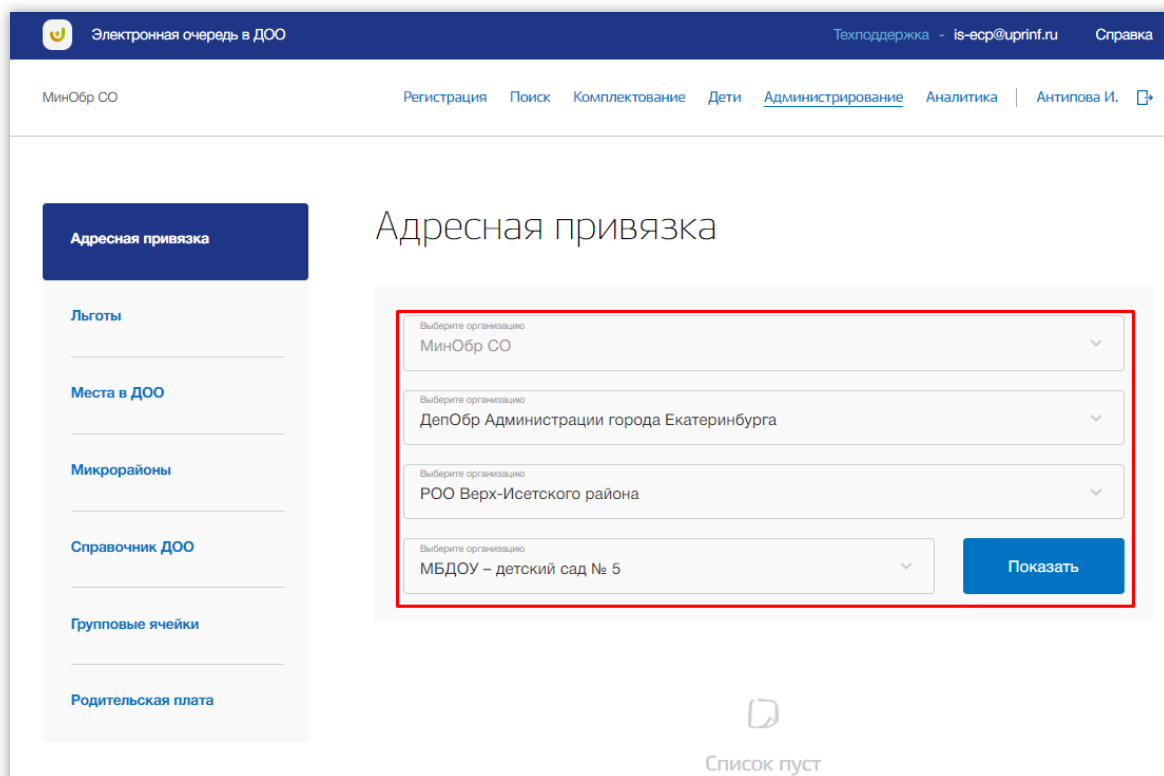 Электронная очередь в ДОО
Техподдержка - is-ecp@uprinf.ru Справка
МинОбр СО
Регистрация Поиск Комплектование Дети Администрирование Аналитика Антипова И.
Адресная привязка
Льготы
Места в ДОО
Микрорайоны
Справочник ДОО
Групповые ячейки
Родительская плата
Адресная привязка
Выберите организацию
МинОбр СО
Выберите организацию
ДепОбр Администрации города Екатеринбурга
Выберите организацию
РОО Верх-Исетского района
Выберите организацию
МБДОУ – детский сад № 5
Показать
Список пуст